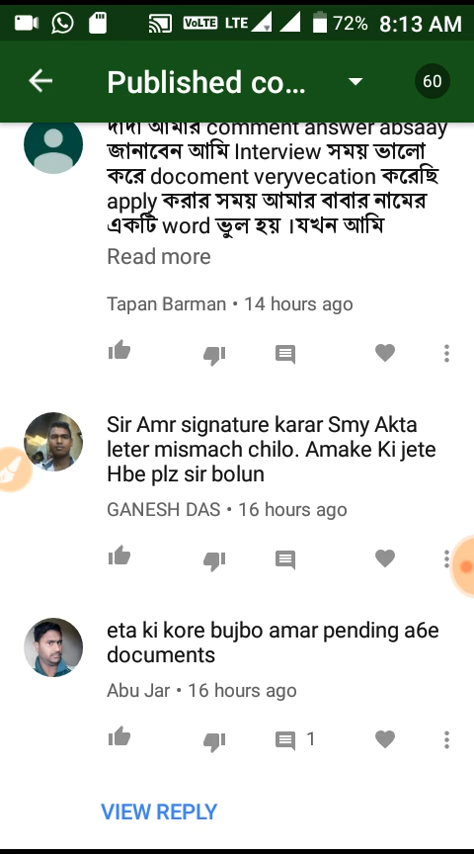 VoLTE LTE 72% 8:13 AM
Published co... 60
দাদা আমার comment answer absaay
জানাবেন আমি Interview সময় ভালো
করে docoment veryvecation করেছি
apply করার সময় আমার বাবার নামের
একটি word ভুল হয় ।যখন আমি
Read more
Tapan Barman • 14 hours ago
Sir Amr signature karar Smy Akta
leter mismach chilo. Amake Ki jete
Hbe plz sir bolun
GANESH DAS • 16 hours ago
eta ki kore bujbo amar pending a6e
documents
Abu Jar • 16 hours ago
1
VIEW REPLY